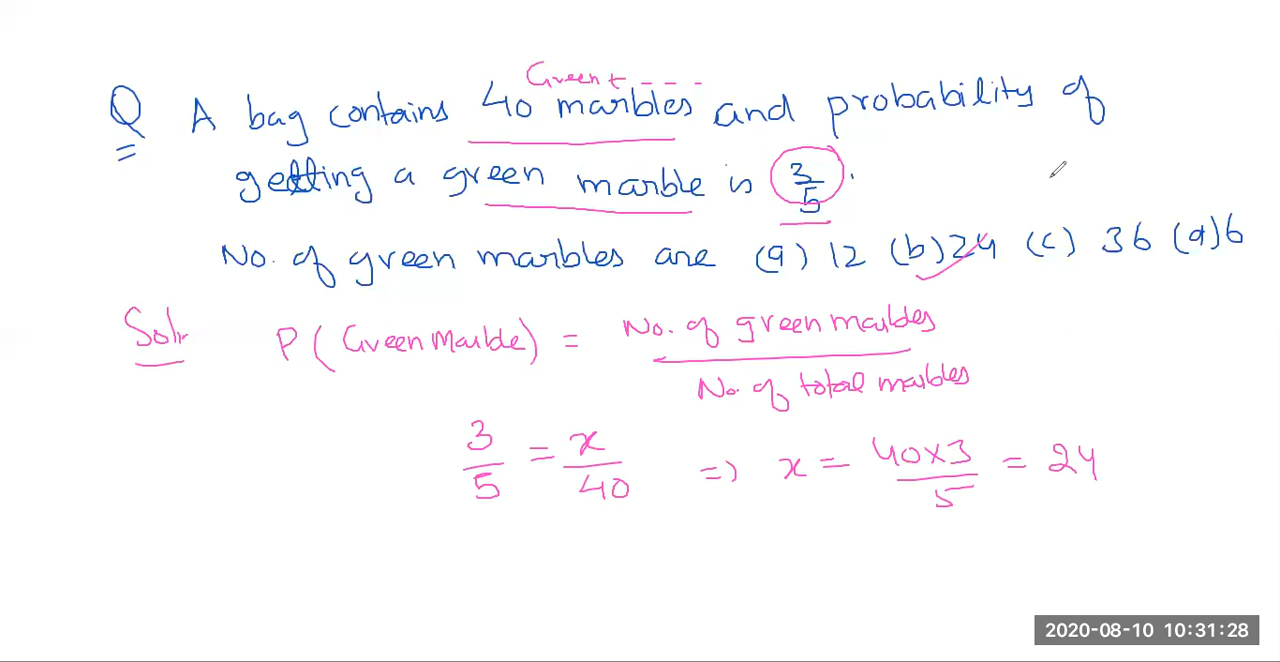 Green + - - -
Q A bag contains 40 marbles and probability of
getting a green marble is 3/5.
No. of green marbles are (a) 12 (b) 24 (c) 36 (d) 6
Soln P(Green Marble) = No. of green marbles / No. of total marbles
3/5 = x/40 => x = 40×3/5 = 24
2020-08-10 10:31:28